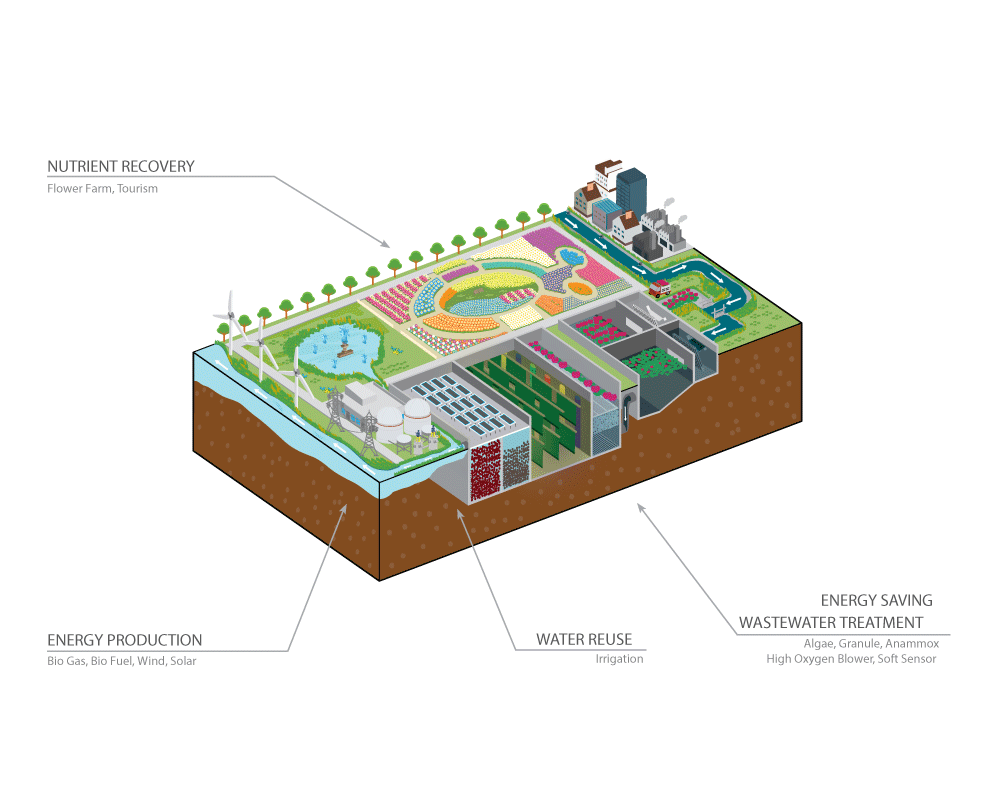 NUTRIENT RECOVERY
Flower Farm, Tourism
ENERGY PRODUCTION
Bio Gas, Bio Fuel, Wind, Solar
WATER REUSE
Irrigation
ENERGY SAVING
WASTEWATER TREATMENT
Algae, Granule, Anammox
High Oxygen Blower, Soft Sensor